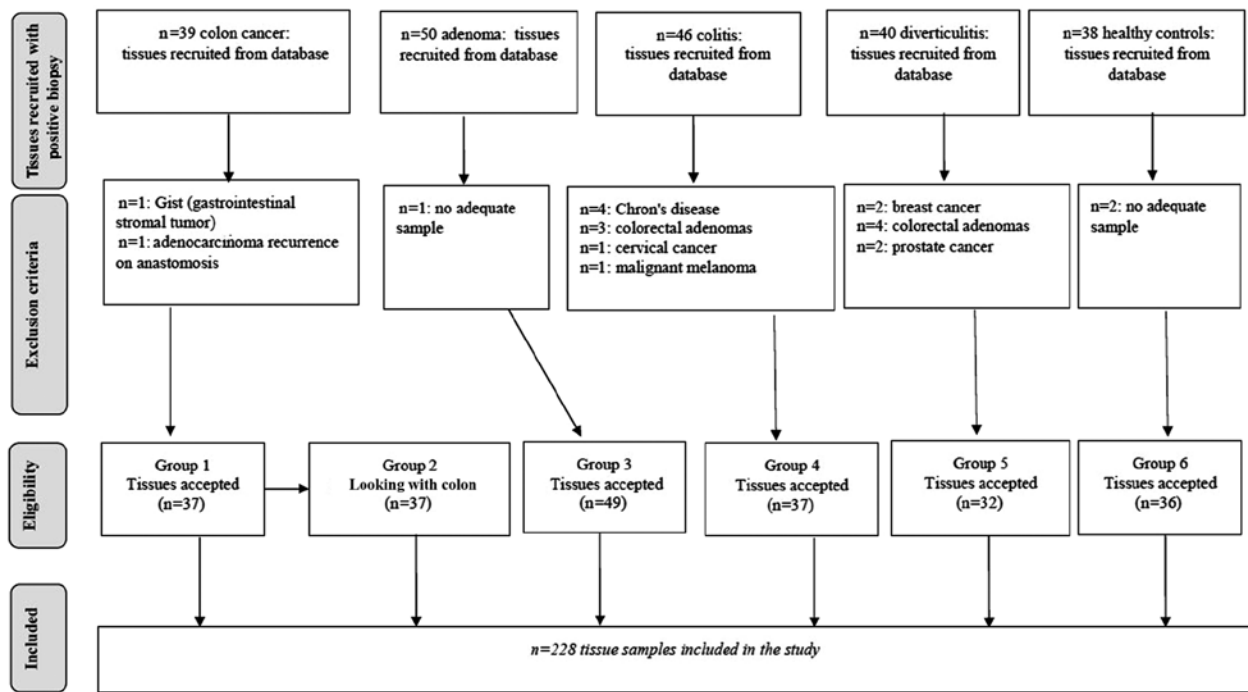 Tissues recruited with
positive biopsy
n=39 colon cancer:
tissues recruited from database
n=50 adenoma: tissues
recruited from database
n=46 colitis:
tissues recruited from
database
n=40 diverticulitis:
tissues recruited from
database
n=38 healthy controls:
tissues recruited from
database
Exclusion criteria
n=1: Gist (gastrointestinal
stromal tumor)
n=1: adenocarcinoma recurrence
on anastomosis
n=1: no adequate
sample
n=4: Chron's disease
n=3: colorectal adenomas
n=1: cervical cancer
n=1: malignant melanoma
n=2: breast cancer
n=4: colorectal adenomas
n=2: prostate cancer
n=2: no adequate
sample
Eligibility
Group 1
Tissues accepted
(n=37)
Group 2
Looking with colon
(n=37)
Group 3
Tissues accepted
(n=49)
Group 4
Tissues accepted
(n=37)
Group 5
Tissues accepted
(n=32)
Group 6
Tissues accepted
(n=36)
Included
n=228 tissue samples included in the study